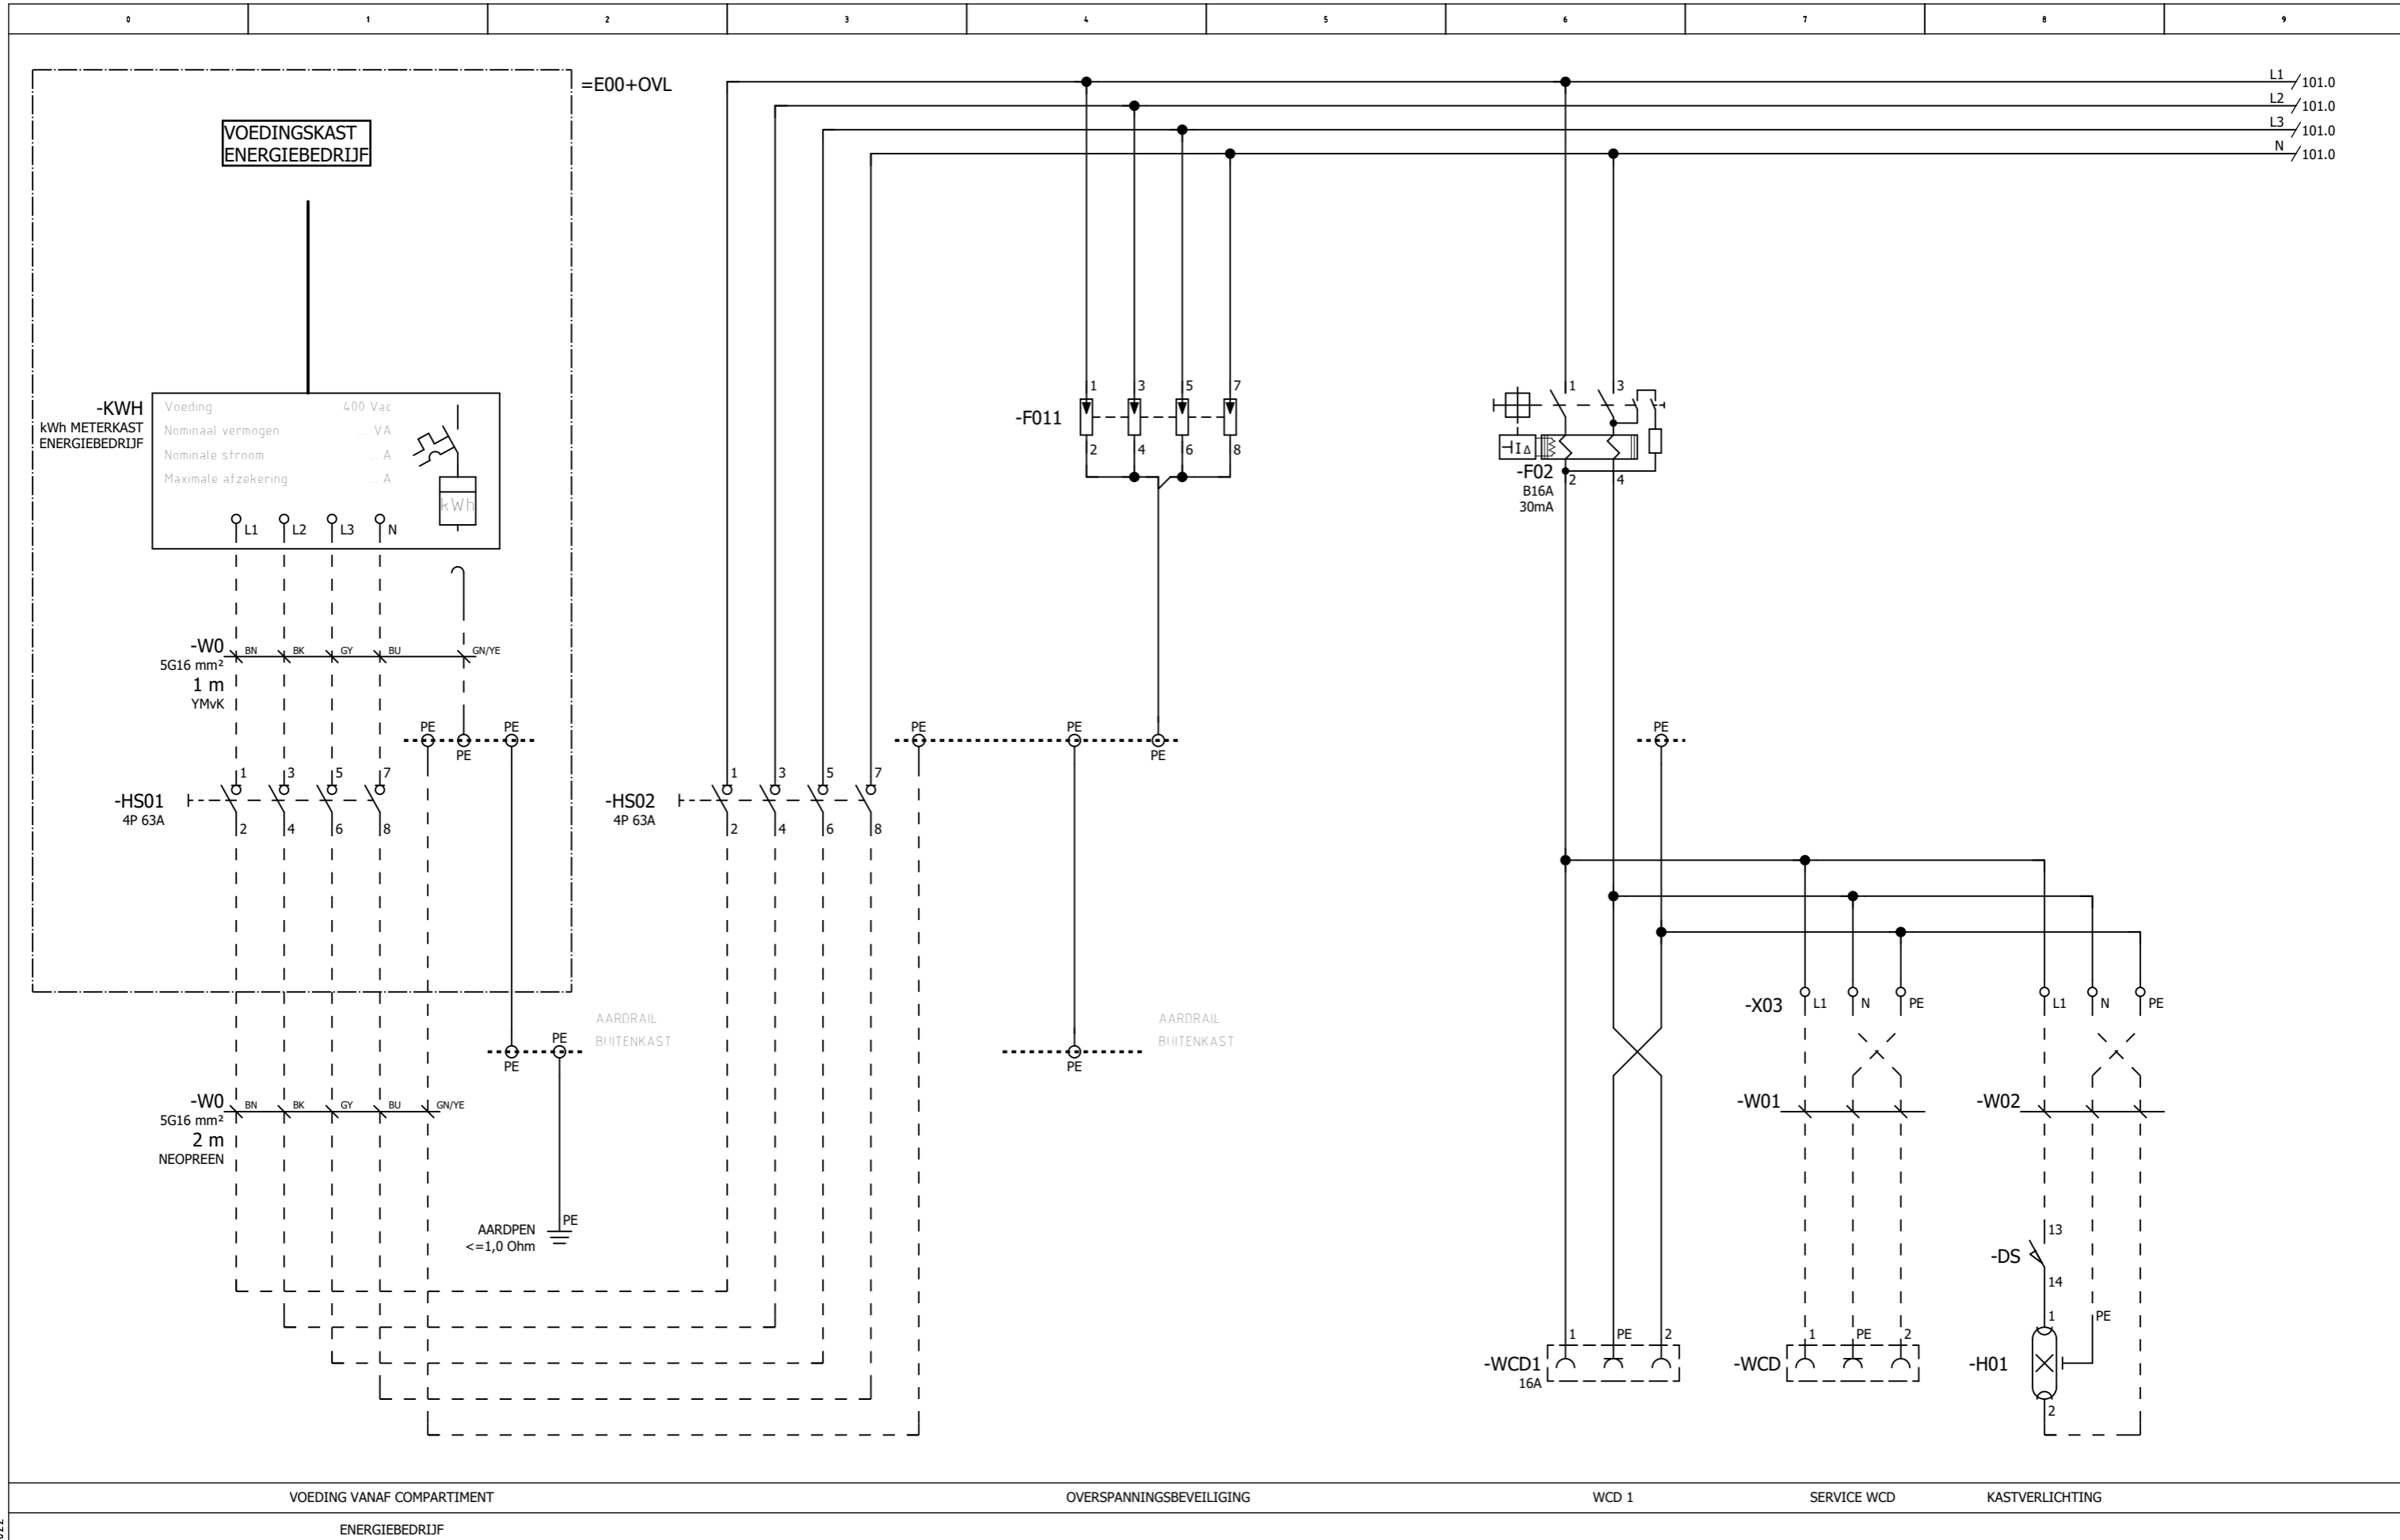 0 1 2 3 4 5 6 7 8 9
=E00+OVL
VOEDINGSKAST
ENERGIEBEDRIJF
L1 /101.0
L2 /101.0
L3 /101.0
N /101.0
-KWH
kWh METERKAST
ENERGIEBEDRIJF
Voeding 400 Vac
Nominaal vermogen ... VA
Nominale stroom ... A
Maximale afzekering ... A
kWh
L1 L2 L3 N
-F011
1 3 5 7
2 4 6 8
1 3
I∆
-F02
B16A
30mA
2 4
-W0
5G16 mm²
1 m
YMvK
BN BK GY BU GN/YE
PE PE
PE
PE PE
PE
PE
-HS01
4P 63A
1 3 5 7
2 4 6 8
-HS02
4P 63A
1 3 5 7
2 4 6 8
AARDRAIL
BUITENKAST
PE
PE
AARDRAIL
BUITENKAST
PE
-X03
L1 N PE
L1 N PE
-W0
5G16 mm²
2 m
NEOPREEN
BN BK GY BU GN/YE
-W01
-W02
AARDPEN
<=1,0 Ohm
PE
-DS
13
14
-WCD1
16A
1 PE 2
-WCD
1 PE 2
-H01
1
PE
2
VOEDING VANAF COMPARTIMENT
OVERSPANNINGSBEVEILIGING
WCD 1
SERVICE WCD
KASTVERLICHTING
ENERGIEBEDRIJF